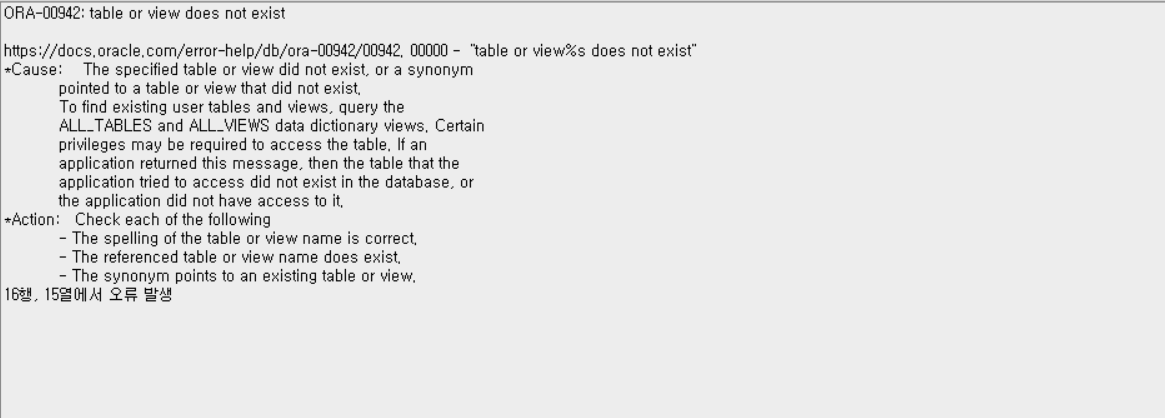 ORA-00942: table or view does not exist
https://docs.oracle.com/error-help/db/ora-00942/00942. 00000 - "table or view%s does not exist"
*Cause: The specified table or view did not exist, or a synonym
pointed to a table or view that did not exist.
To find existing user tables and views, query the
ALL_TABLES and ALL_VIEWS data dictionary views. Certain
privileges may be required to access the table. If an
application returned this message, then the table that the
application tried to access did not exist in the database, or
the application did not have access to it.
*Action: Check each of the following
- The spelling of the table or view name is correct.
- The referenced table or view name does exist.
- The synonym points to an existing table or view.
16행, 15열에서 오류 발생